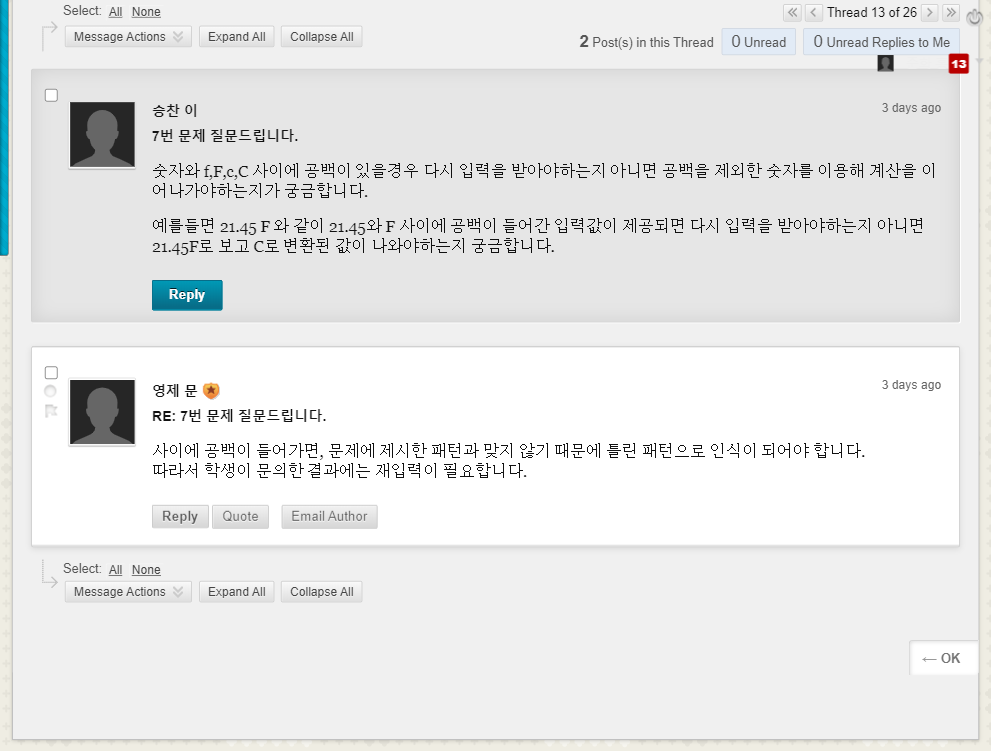 Select: All None
Thread 13 of 26
Message Actions Expand All Collapse All
2 Post(s) in this Thread 0 Unread 0 Unread Replies to Me
13
승찬 이
3 days ago
7번 문제 질문드립니다.
숫자와 f,F,c,C 사이에 공백이 있을경우 다시 입력을 받아야하는지 아니면 공백을 제외한 숫자를 이용해 계산을 이
어나가야하는지가 궁금합니다.
예를들면 21.45 F 와 같이 21.45와 F 사이에 공백이 들어간 입력값이 제공되면 다시 입력을 받아야하는지 아니면
21.45F로 보고 C로 변환된 값이 나와야하는지 궁금합니다.
Reply
영제 문
3 days ago
RE: 7번 문제 질문드립니다.
사이에 공백이 들어가면, 문제에 제시한 패턴과 맞지 않기 때문에 틀린 패턴으로 인식이 되어야 합니다.
따라서 학생이 문의한 결과에는 재입력이 필요합니다.
Reply Quote Email Author
Select: All None
Message Actions Expand All Collapse All
← OK